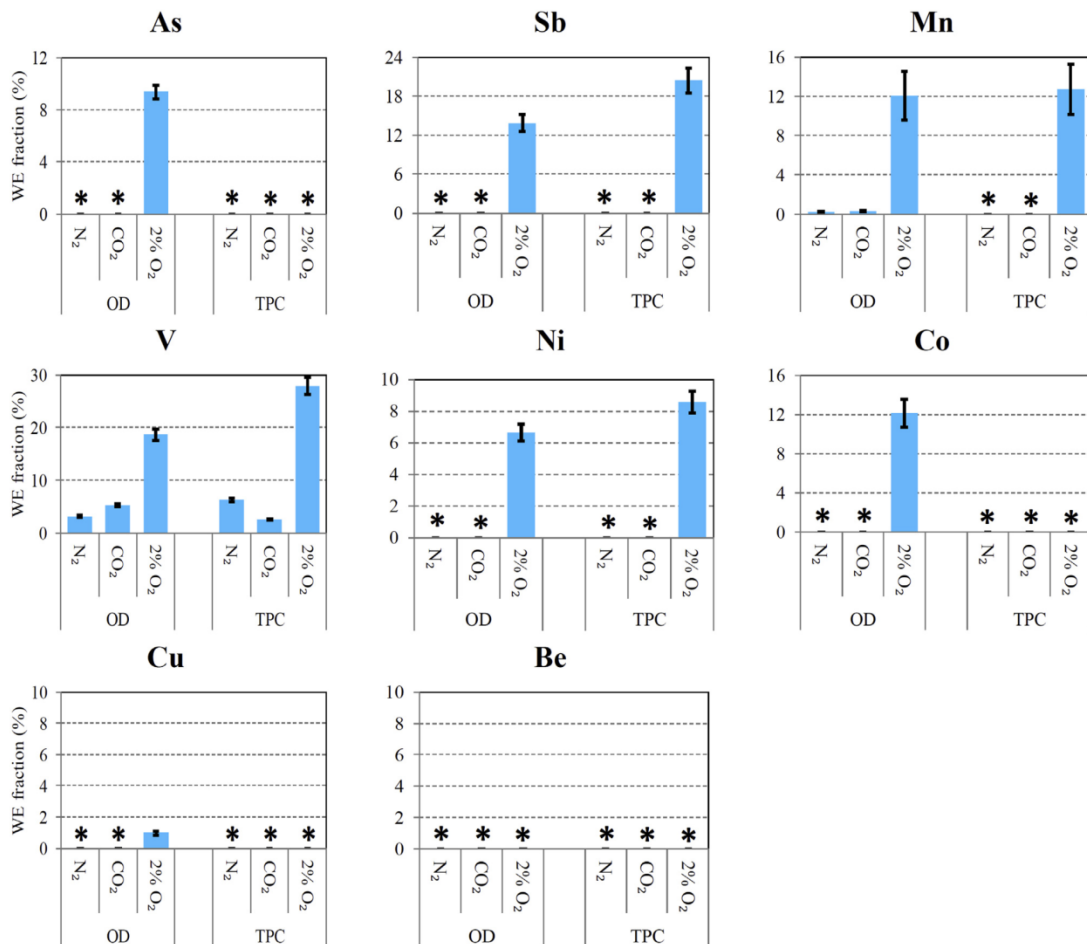 As Sb Mn
WE fraction (%)
12
8
4
0
* * * * *
N₂ CO₂ 2% O₂ N₂ CO₂ 2% O₂
OD TPC
24
18
12
6
0
* * * *
N₂ CO₂ 2% O₂ N₂ CO₂ 2% O₂
OD TPC
16
12
8
4
0
* *
N₂ CO₂ 2% O₂ N₂ CO₂ 2% O₂
OD TPC
V Ni Co
WE fraction (%)
30
20
10
0
N₂ CO₂ 2% O₂ N₂ CO₂ 2% O₂
OD TPC
10
8
6
4
2
0
* * * *
N₂ CO₂ 2% O₂ N₂ CO₂ 2% O₂
OD TPC
16
12
8
4
0
* * * * *
N₂ CO₂ 2% O₂ N₂ CO₂ 2% O₂
OD TPC
Cu Be
WE fraction (%)
10
8
6
4
2
0
* * * * *
N₂ CO₂ 2% O₂ N₂ CO₂ 2% O₂
OD TPC
10
8
6
4
2
0
* * * * * *
N₂ CO₂ 2% O₂ N₂ CO₂ 2% O₂
OD TPC